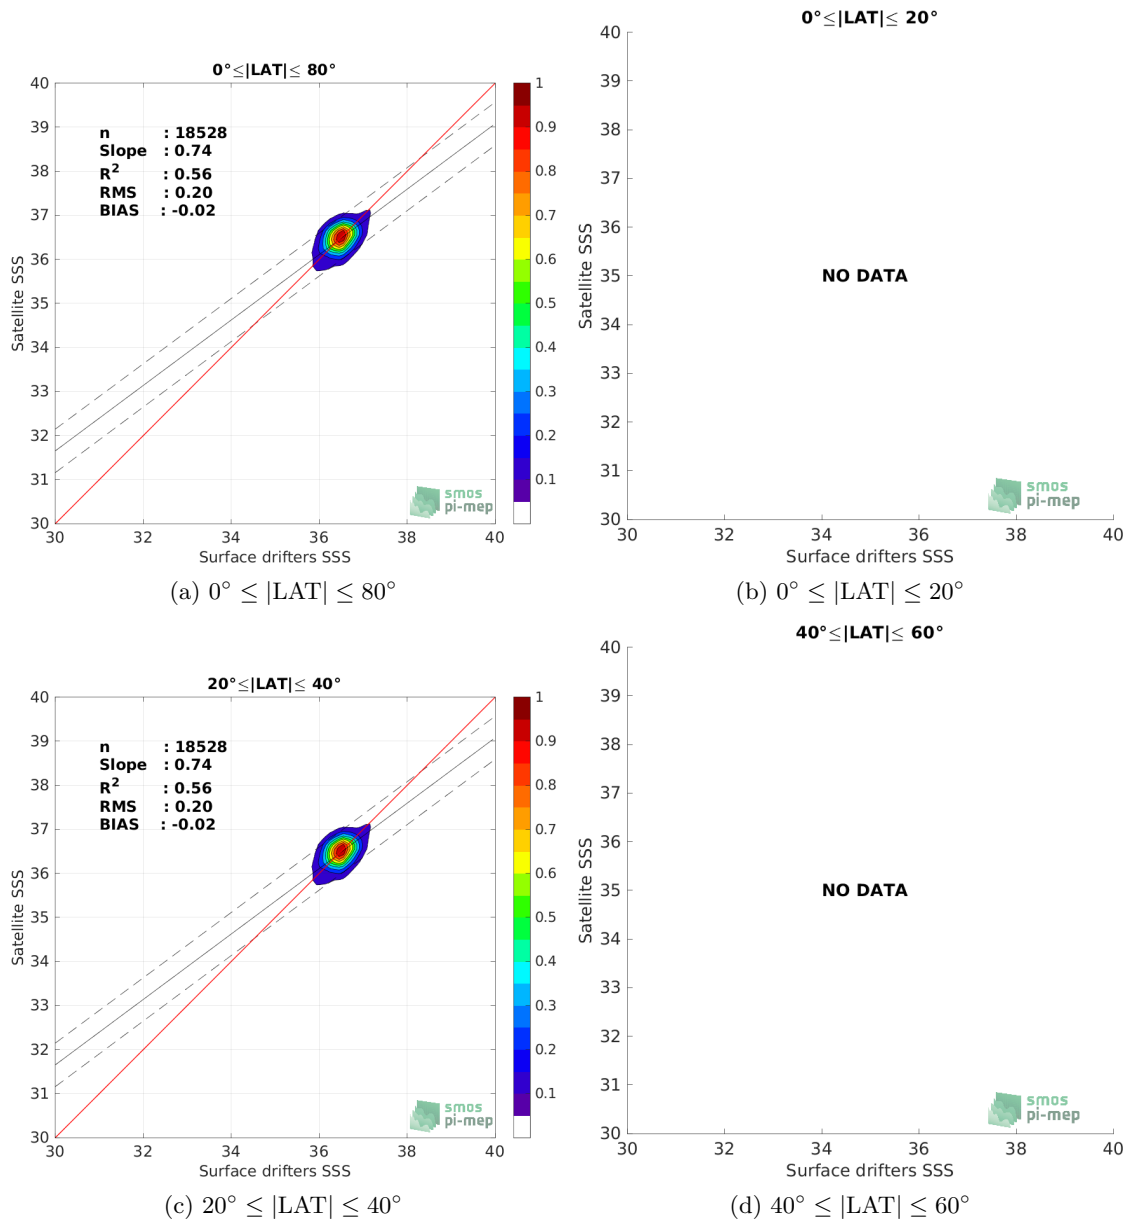 0°≤|LAT|≤ 80°
40
39
38
37
36
35
34
33
32
31
30
Satellite SSS
n : 18528
Slope : 0.74
R² : 0.56
RMS : 0.20
BIAS : -0.02
smos
pi-mep
30 32 34 36 38 40
Surface drifters SSS
1
0.9
0.8
0.7
0.6
0.5
0.4
0.3
0.2
0.1
(a) 0° ≤ |LAT| ≤ 80°
0°≤|LAT|≤ 20°
40
39
38
37
36
35
34
33
32
31
30
Satellite SSS
NO DATA
smos
pi-mep
30 32 34 36 38 40
Surface drifters SSS
(b) 0° ≤ |LAT| ≤ 20°
20°≤|LAT|≤ 40°
40
39
38
37
36
35
34
33
32
31
30
Satellite SSS
n : 18528
Slope : 0.74
R² : 0.56
RMS : 0.20
BIAS : -0.02
smos
pi-mep
30 32 34 36 38 40
Surface drifters SSS
1
0.9
0.8
0.7
0.6
0.5
0.4
0.3
0.2
0.1
(c) 20° ≤ |LAT| ≤ 40°
40°≤|LAT|≤ 60°
40
39
38
37
36
35
34
33
32
31
30
Satellite SSS
NO DATA
smos
pi-mep
30 32 34 36 38 40
Surface drifters SSS
(d) 40° ≤ |LAT| ≤ 60°